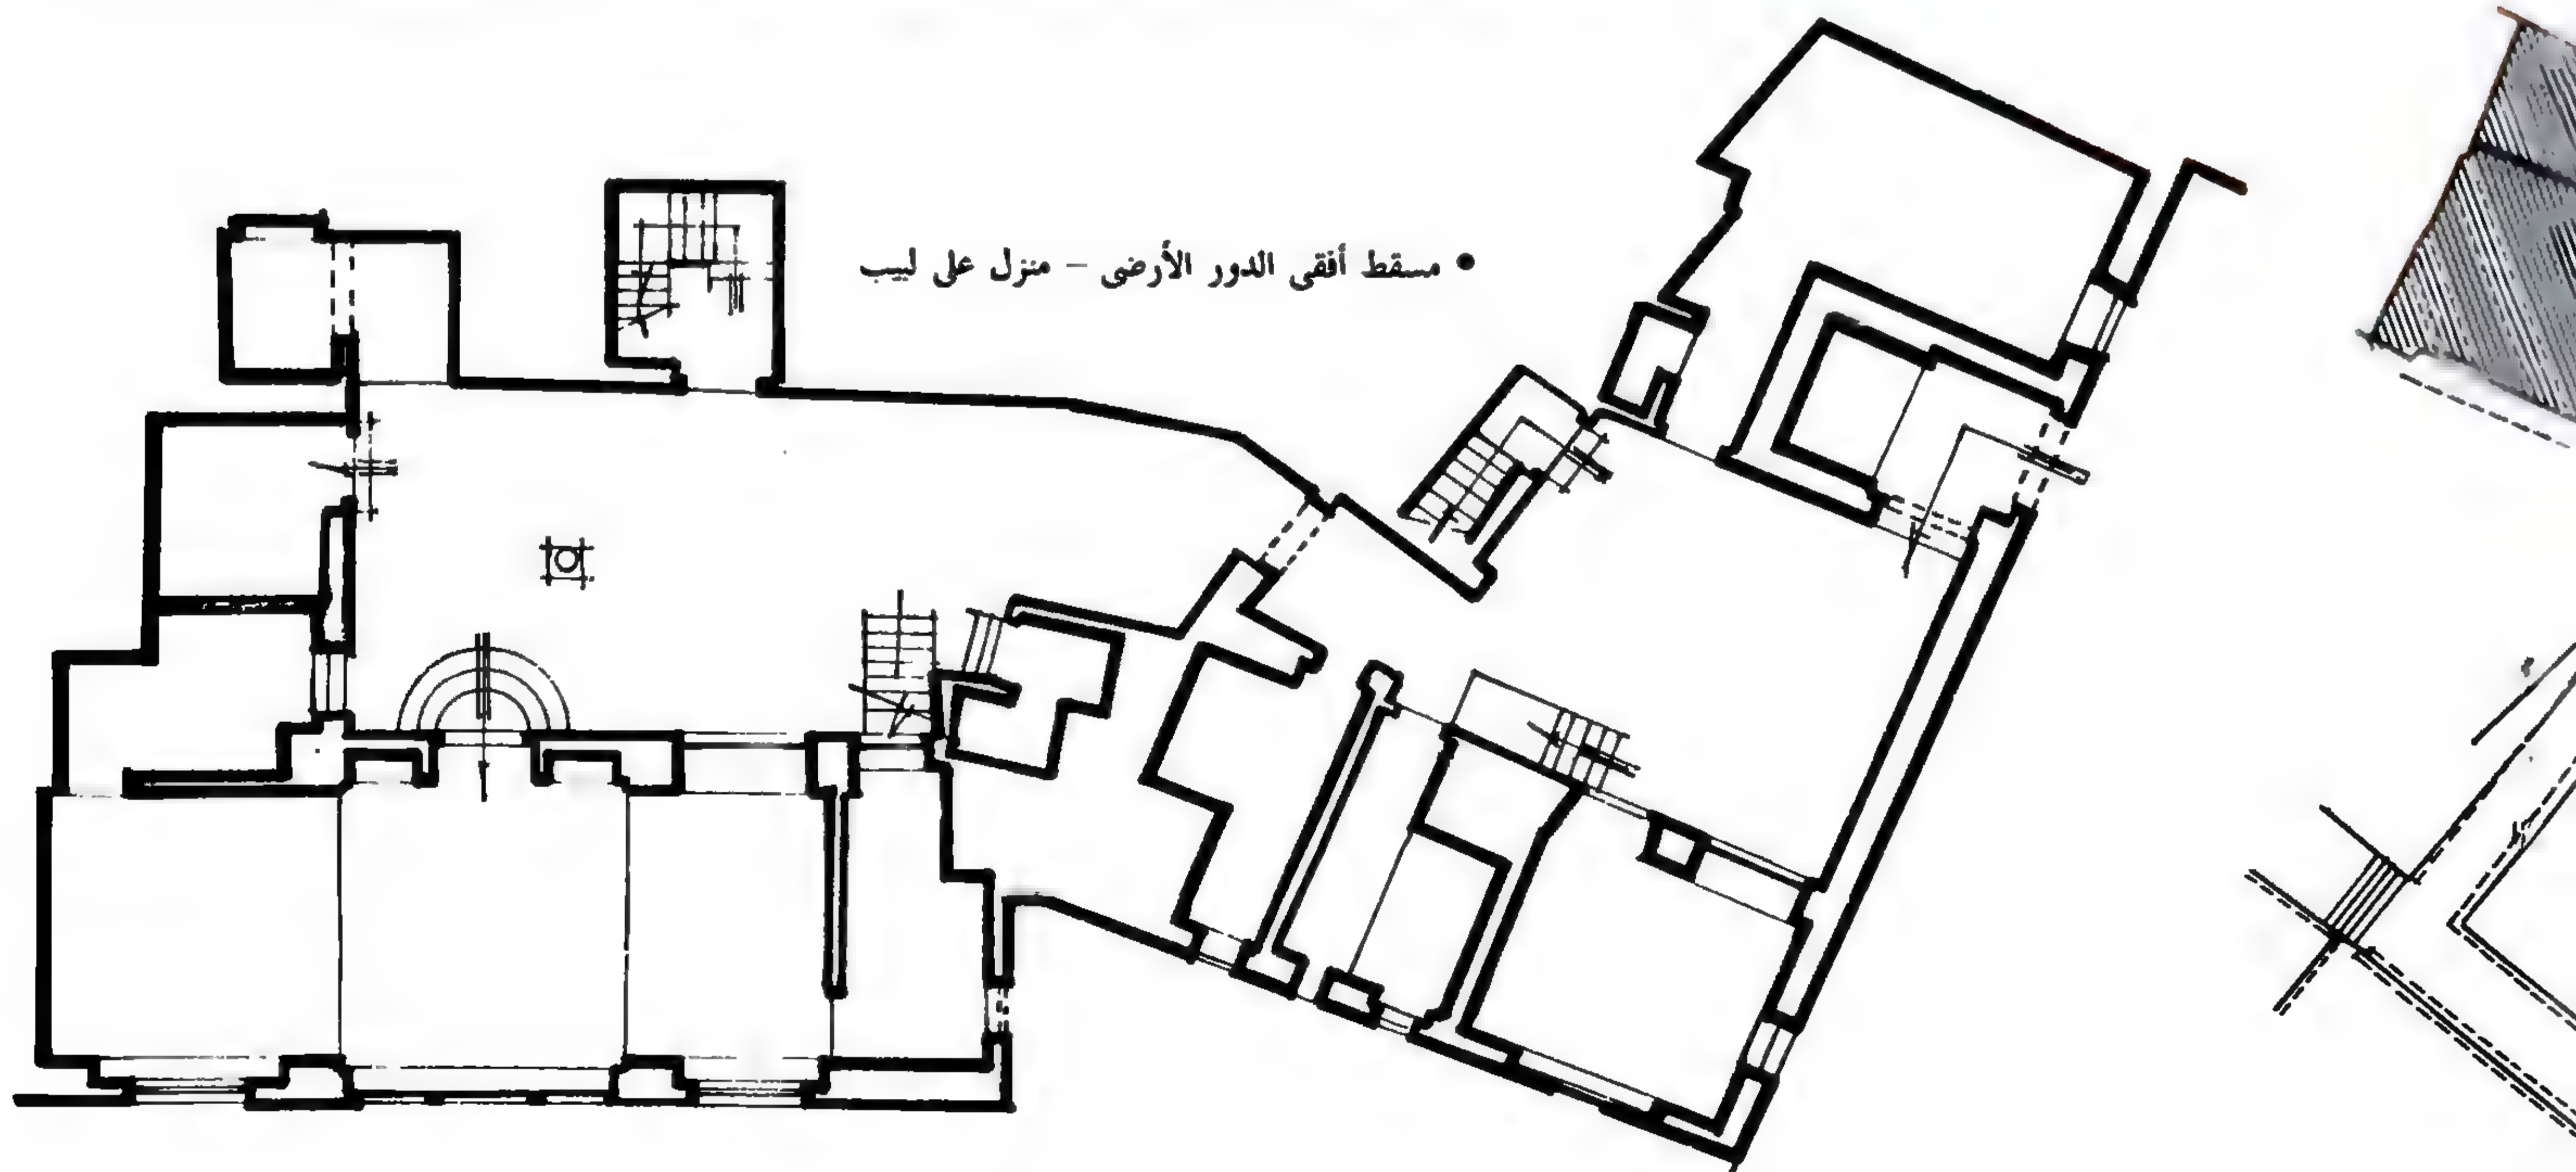 • مسقط أفقى الدور الأرضى – منزل على لبيب